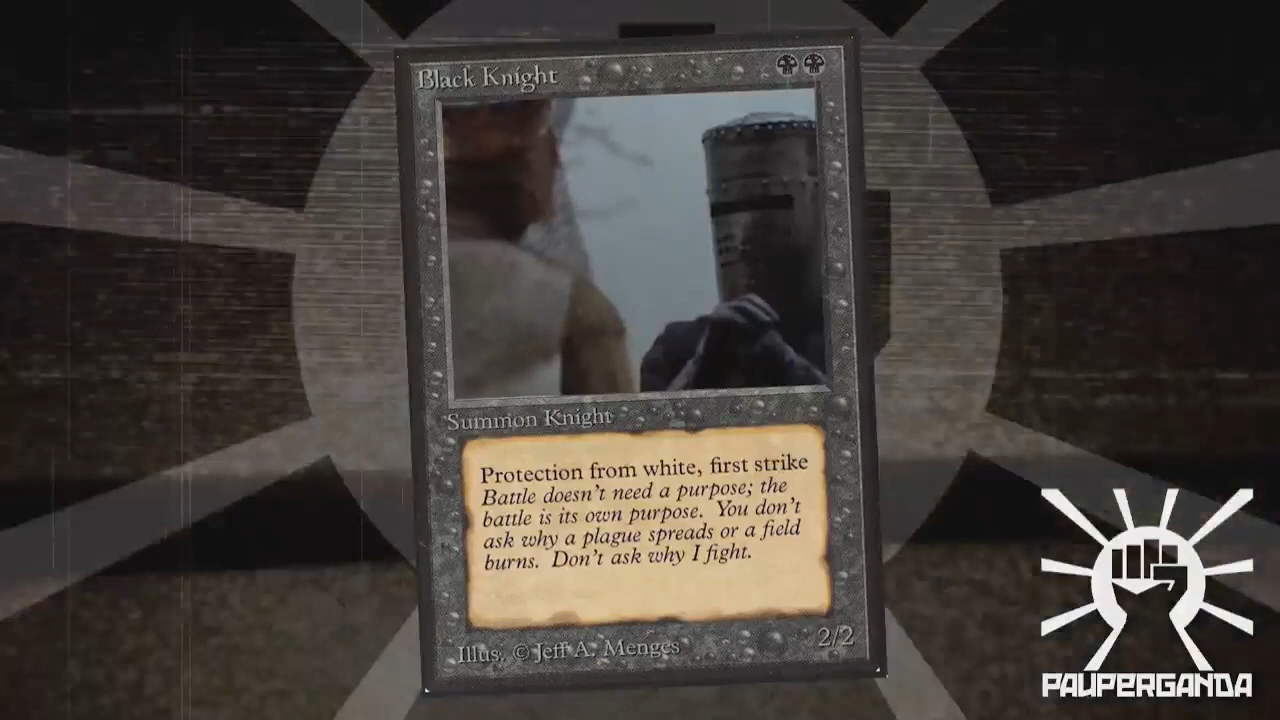 Black Knight
Summon Knight
Protection from white, first strike
Battle doesn't need a purpose; the
battle is its own purpose. You don't
ask why a plague spreads or a field
burns. Don't ask why I fight.
Illus. © Jeff A. Menges
2/2
PAUPERGANDA